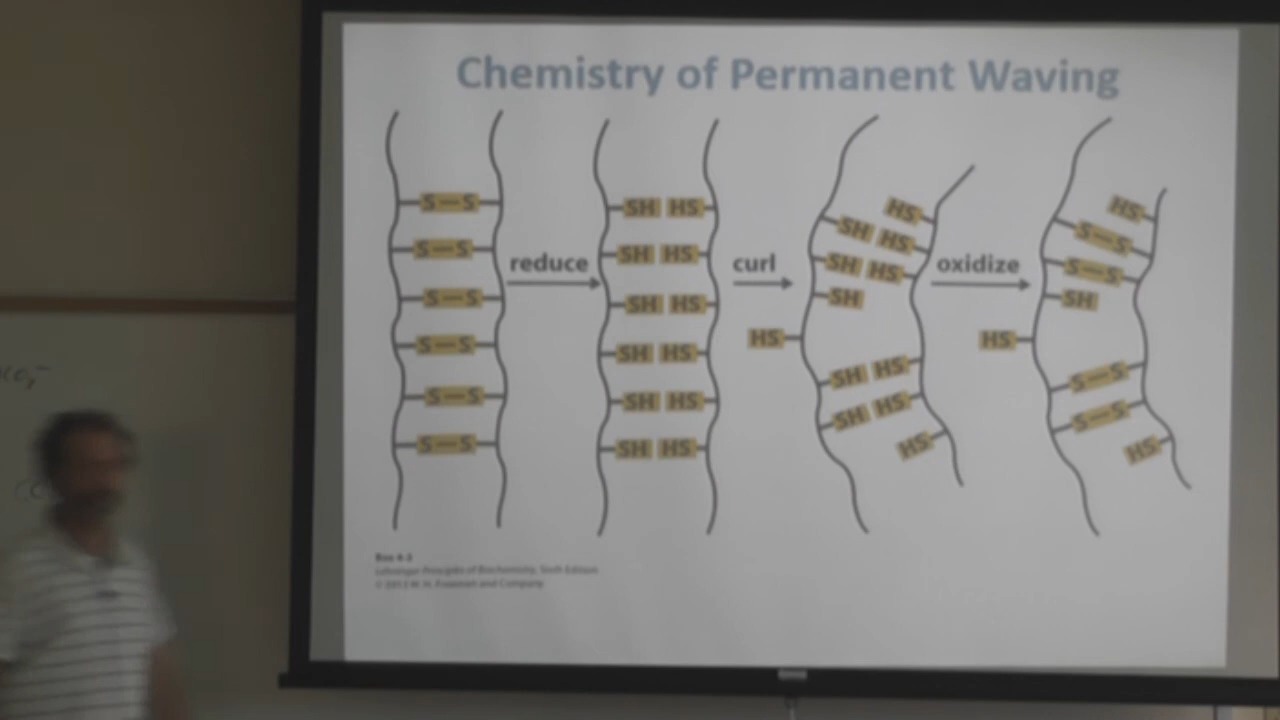 Chemistry of Permanent Waving
S—S
S—S
S—S
S—S
S—S
S—S
reduce
SH HS
SH HS
SH HS
SH HS
SH HS
SH HS
curl
HS
SH HS
SH HS
SH
HS
SH HS
SH HS
HS
oxidize
HS
S—S
S—S
SH
HS
S—S
S—S
HS
Box 4-2
Lehninger Principles of Biochemistry, Sixth Edition
© 2013 W. H. Freeman and Company